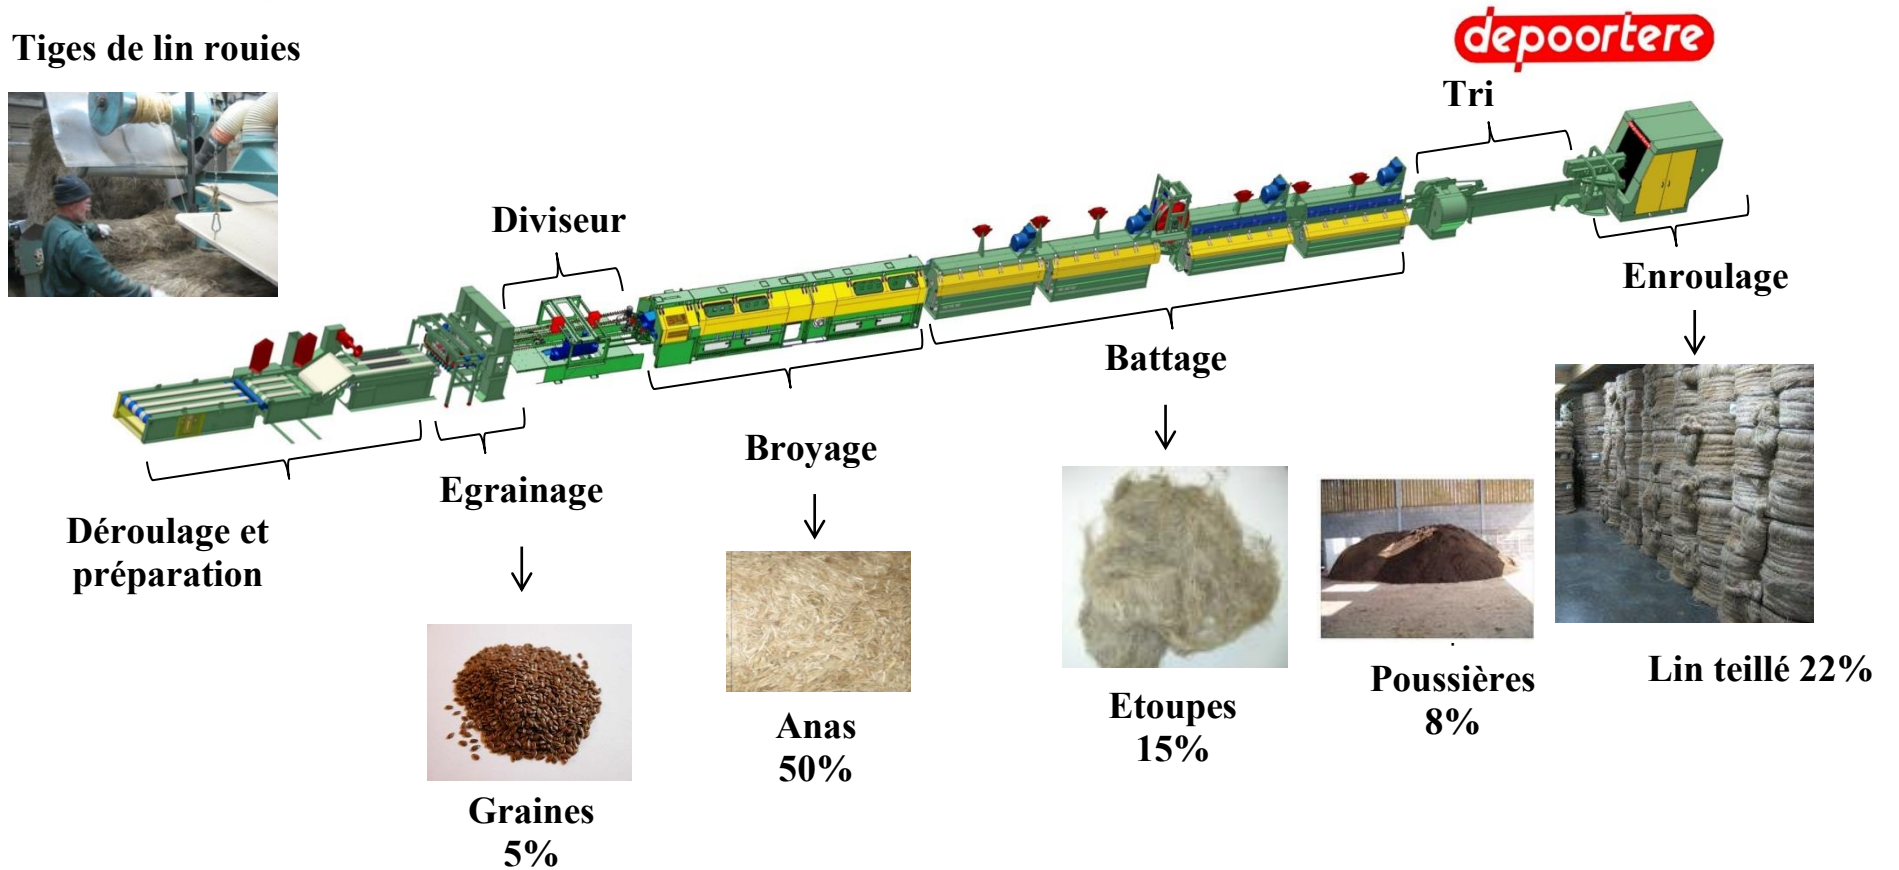 depoortere
Tiges de lin rouies
Tri
Diviseur
Enroulage
Battage
Broyage
Egrainage
Déroulage et
préparation
Lin teillé 22%
Poussières
8%
Etoupes
15%
Anas
50%
Graines
5%